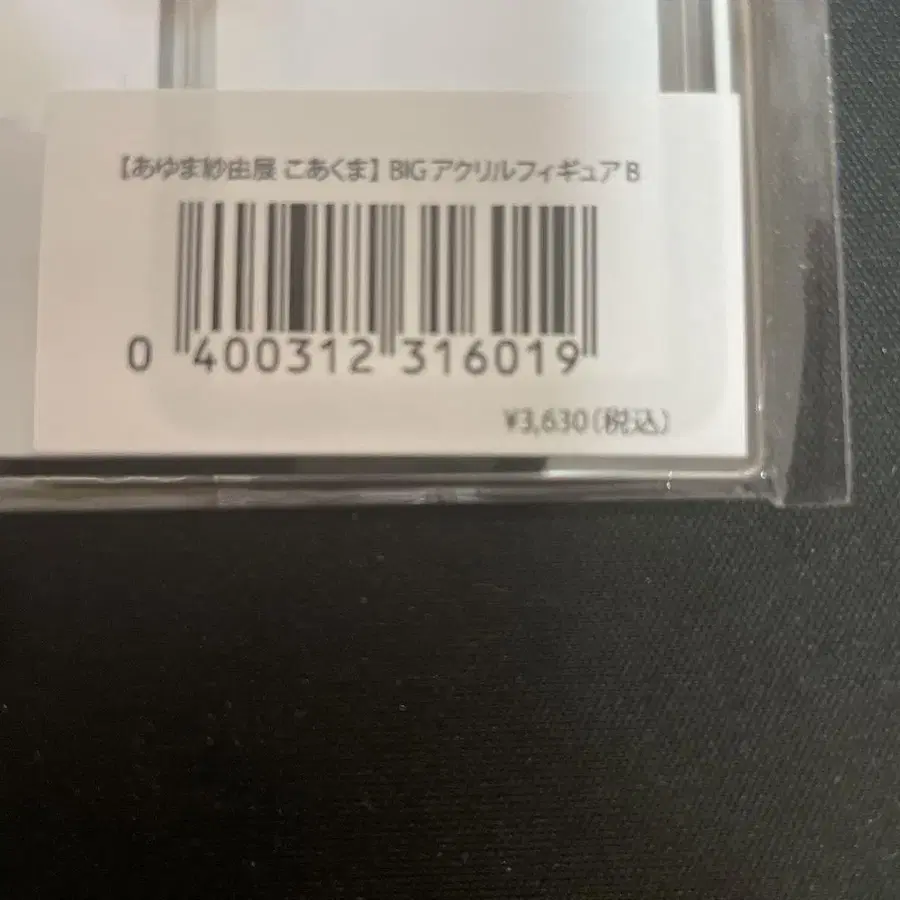 【あゆま紗由展 こあくま】 BIGアクリルフィギュア B
0 400312 316019
¥3,630(税込)